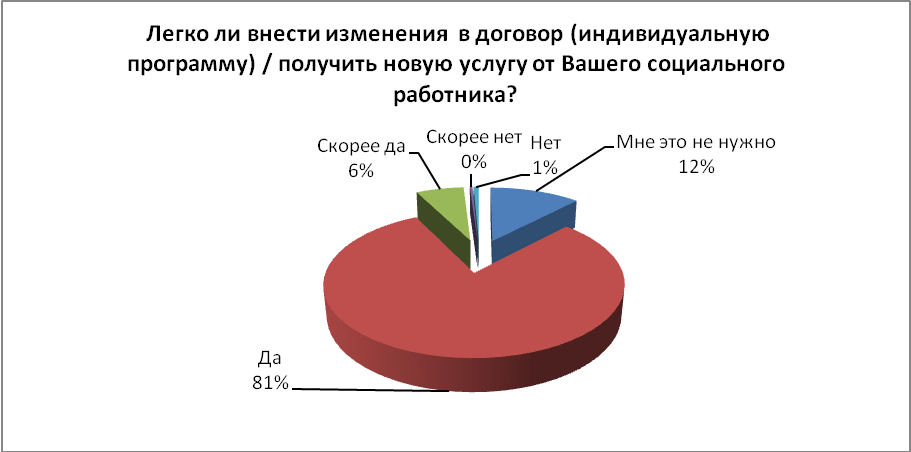 Легко ли внести изменения в договор (индивидуальную
программу) / получить новую услугу от Вашего социального
работника?
Скорее да
6%
Скорее нет
0%
Нет
1%
Мне это не нужно
12%
Да
81%